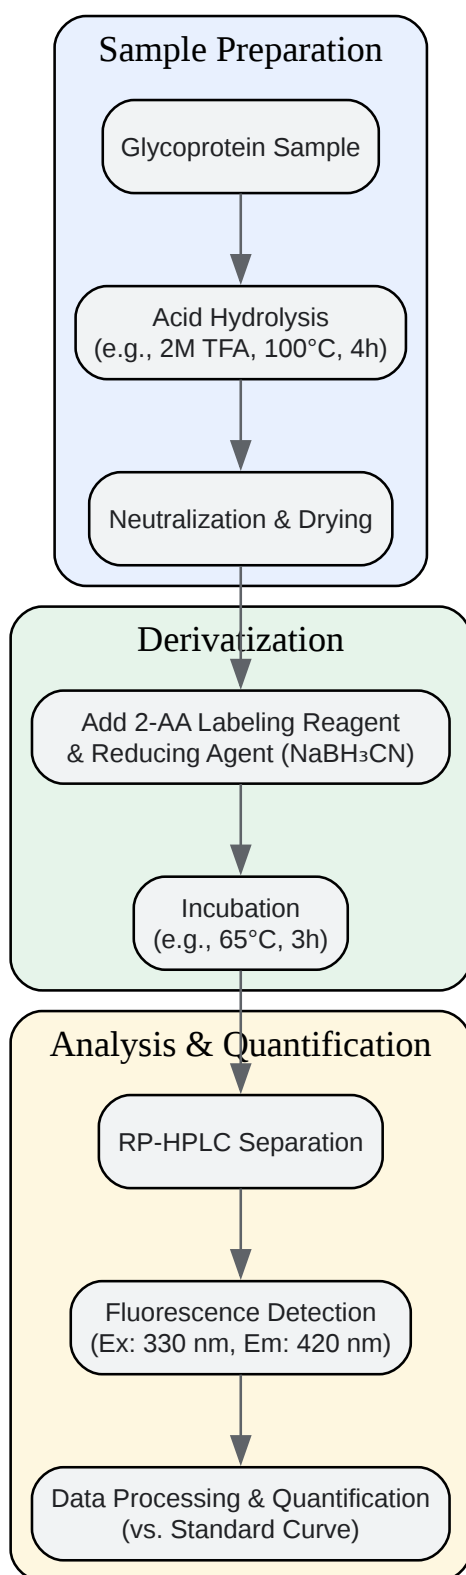 Sample Preparation
Glycoprotein Sample
Acid Hydrolysis
(e.g., 2M TFA, 100°C, 4h)
Neutralization & Drying
Derivatization
Add 2-AA Labeling Reagent
& Reducing Agent (NaBH₃CN)
Incubation
(e.g., 65°C, 3h)
Analysis & Quantification
RP-HPLC Separation
Fluorescence Detection
(Ex: 330 nm, Em: 420 nm)
Data Processing & Quantification
(vs. Standard Curve)